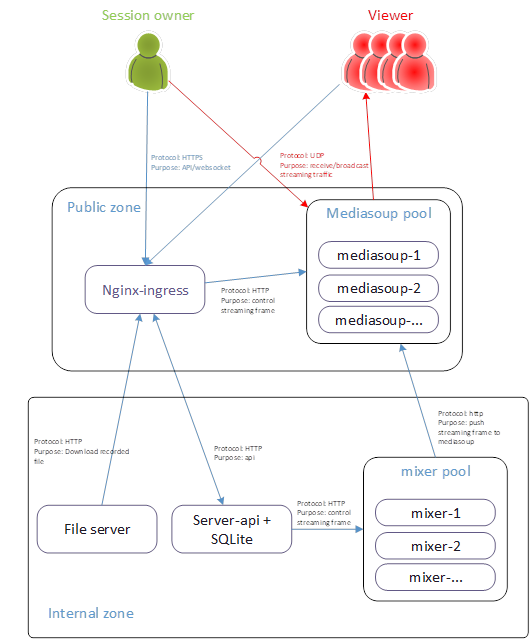 Session owner
Viewer
Protocol: HTTPS
Purpose: API/websocket
Protocol: UDP
Purpose: receive/broadcast
streaming traffic
Public zone
Mediasoup pool
mediasoup-1
mediasoup-2
mediasoup-...
Nginx-ingress
Protocol: HTTP
Purpose: control
streaming frame
Protocol: http
Purpose: push
streaming frame to
mediasoup
Protocol: HTTP
Purpose: Download recorded
file
Protocol: HTTP
Purpose: api
mixer pool
mixer-1
mixer-2
mixer-...
Protocol: HTTP
Purpose: control
streaming frame
File server
Server-api +
SQLite
Internal zone